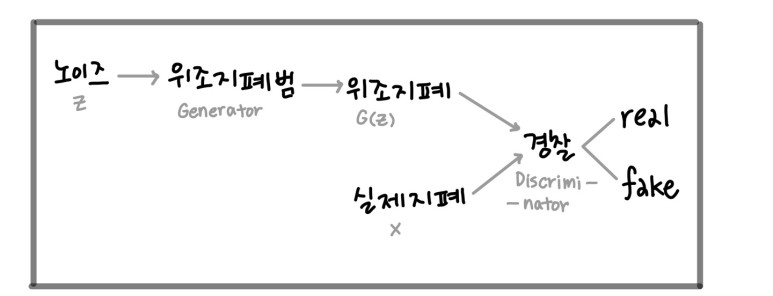 노이즈
z
위조지폐범
Generator
위조지폐
G(z)
실제지폐
x
경찰
Discrimi-
-nator
real
fake